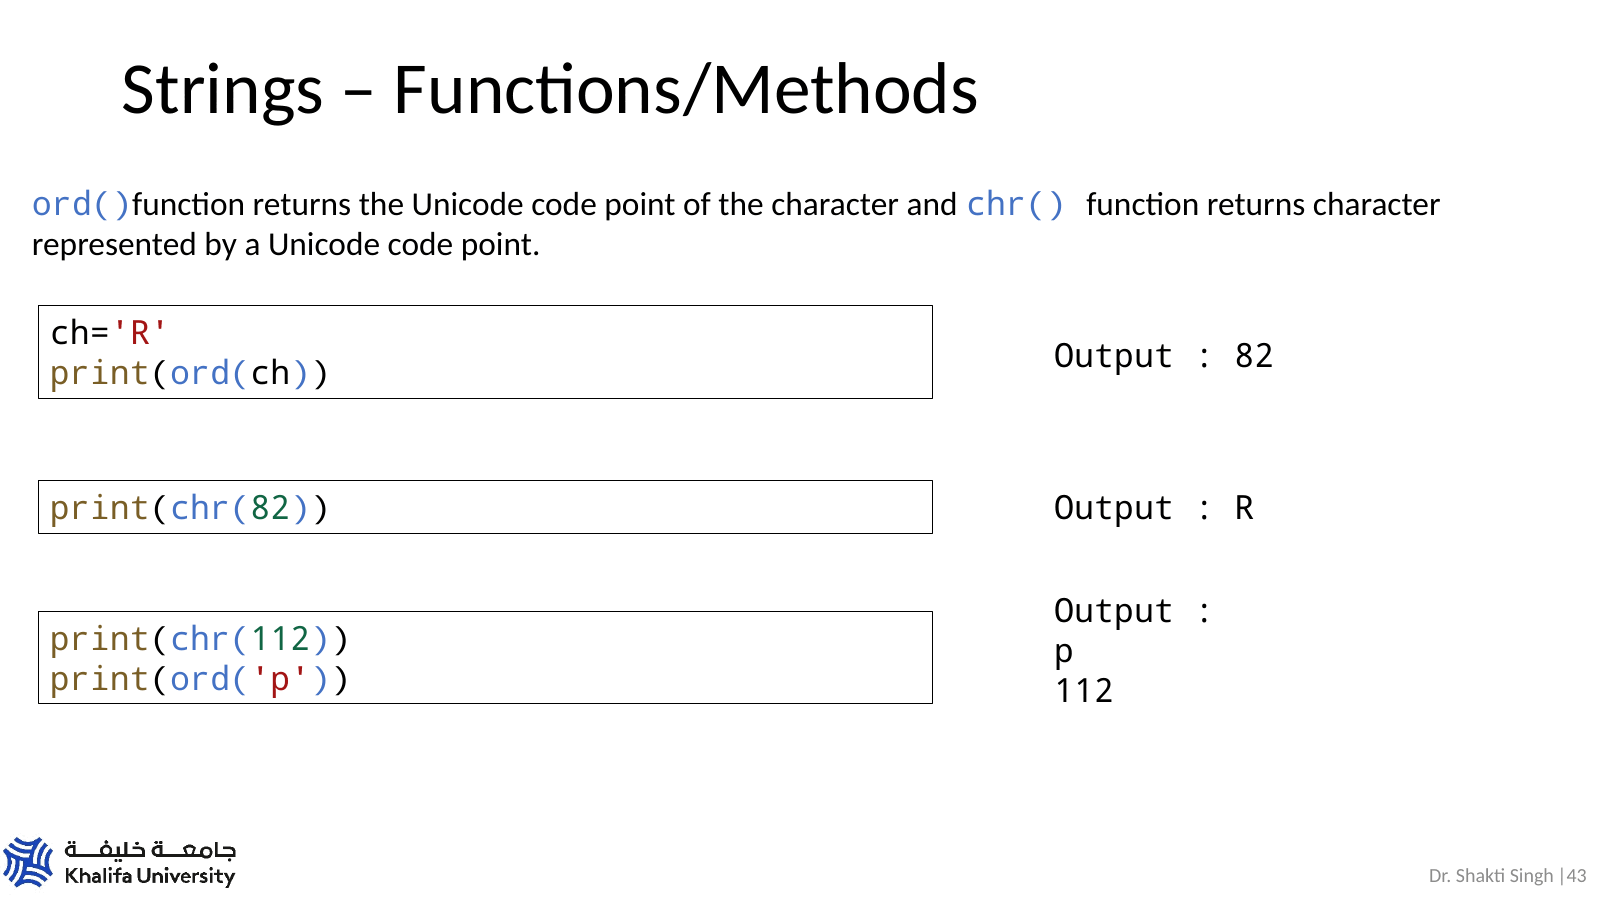 Strings – Functions/Methods
ord()function returns the Unicode code point of the character and chr() function returns character
represented by a Unicode code point.
ch='R'
print(ord(ch))
Output : 82
print(chr(82))
Output : R
print(chr(112))
print(ord('p'))
Output :
p
112
جامعة خليفة
Khalifa University
Dr. Shakti Singh |43